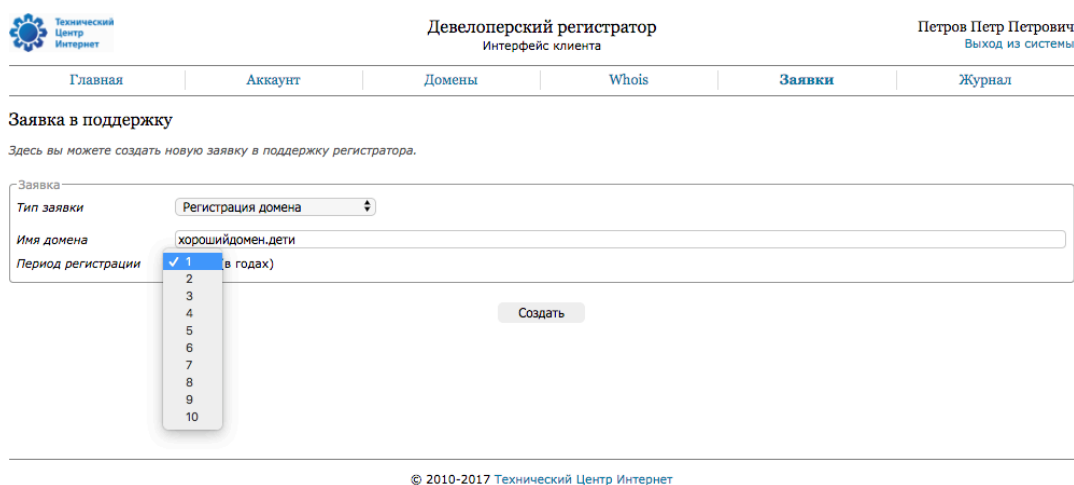 Технический
Центр
Интернет
Девелоперский регистратор
Интерфейс клиента
Петров Петр Петрович
Выход из системы
Главная Аккаунт Домены Whois Заявки Журнал
Заявка в поддержку
Здесь вы можете создать новую заявку в поддержку регистратора.
Заявка
Тип заявки Регистрация домена
Имя домена хорошийдомен.дети
Период регистрации ✓ 1 (в годах)
2
3
4
5
6
7
8
9
10
Создать
© 2010-2017 Технический Центр Интернет